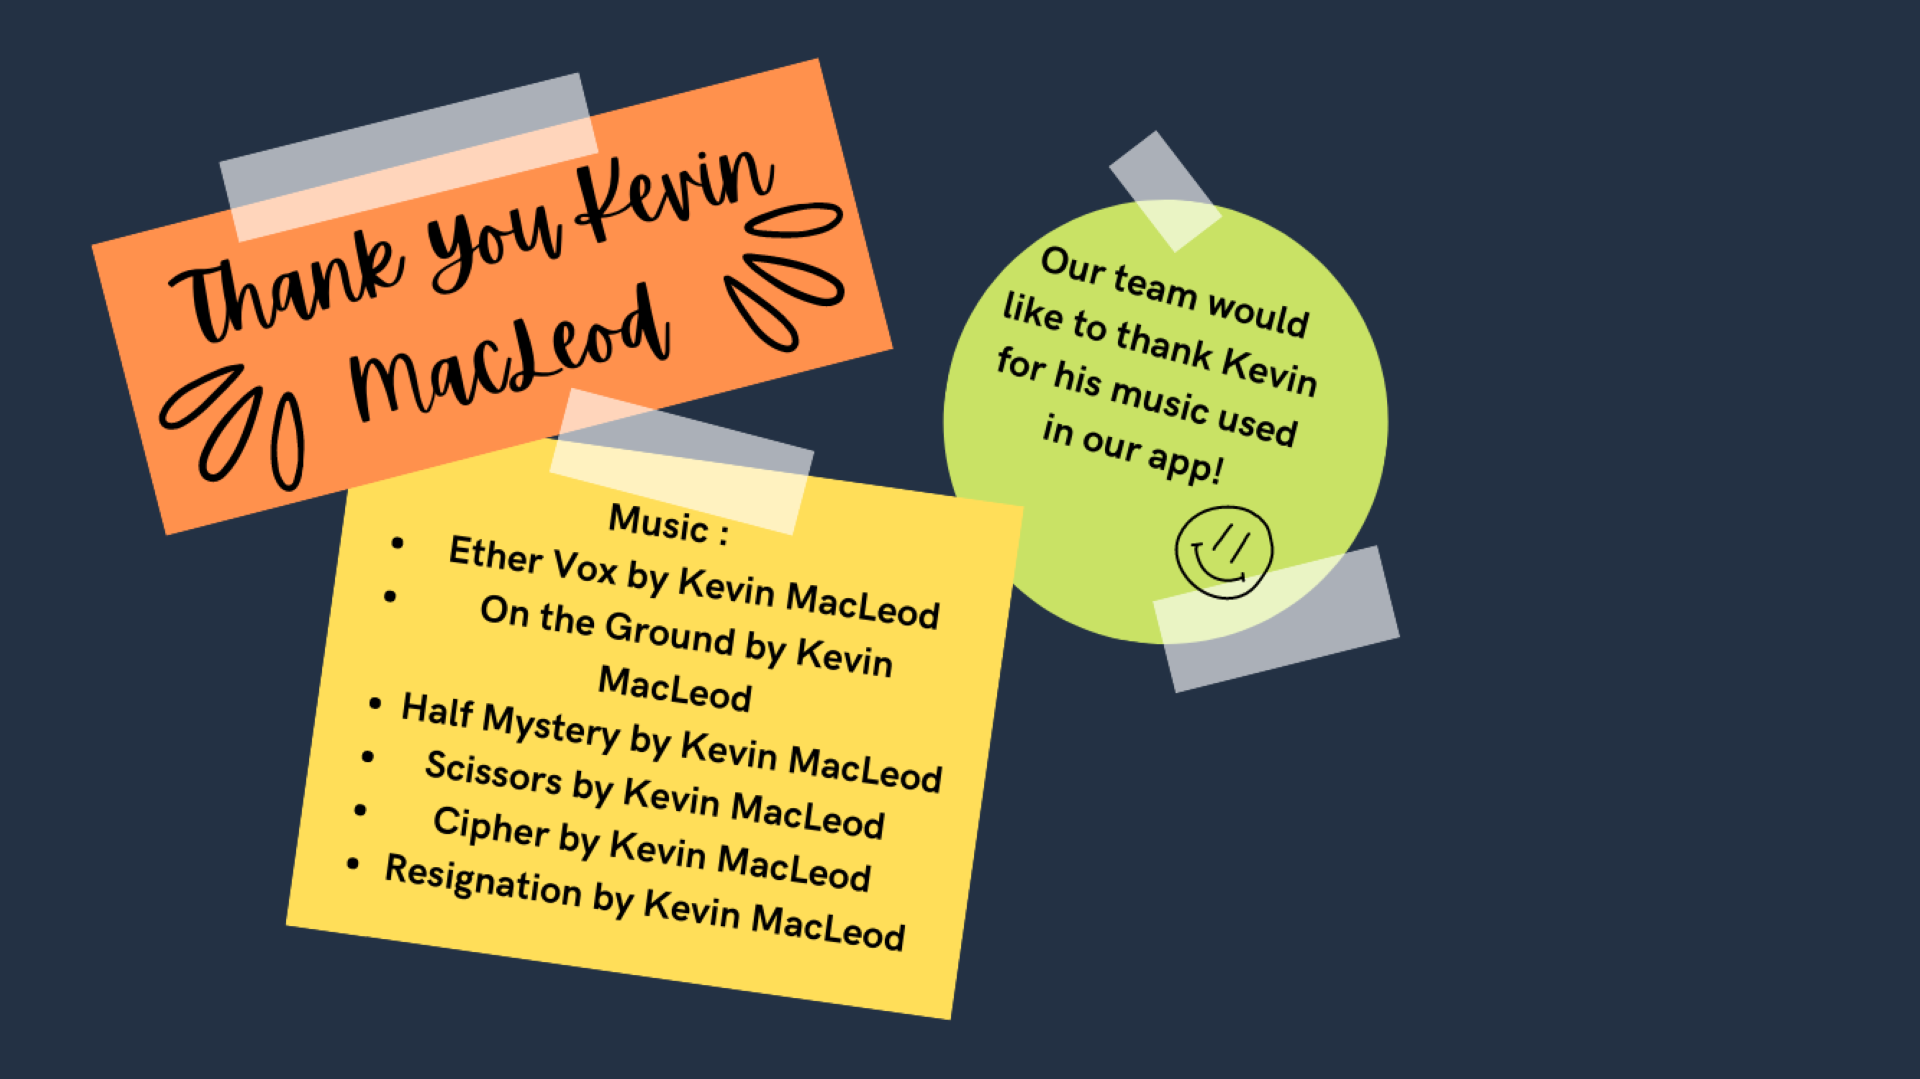 Thank you Kevin
MacLeod
Our team would
like to thank Kevin
for his music used
in our app!
Music :
• Ether Vox by Kevin MacLeod
• On the Ground by Kevin
MacLeod
• Half Mystery by Kevin MacLeod
• Scissors by Kevin MacLeod
• Cipher by Kevin MacLeod
• Resignation by Kevin MacLeod